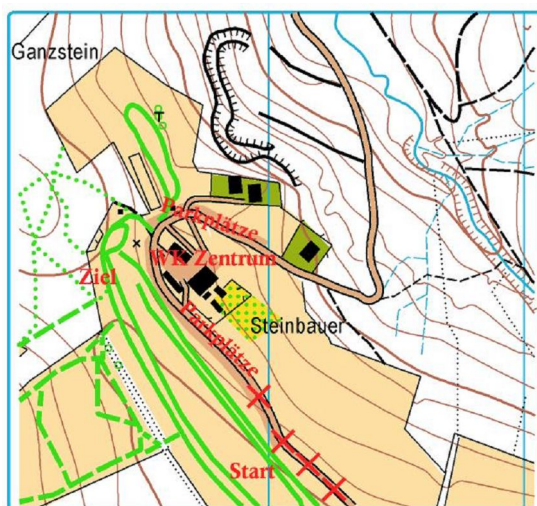 Ganzstein
Parkplätze
WK Zentrum
Ziel
Parkplätze
Steinbauer
Start